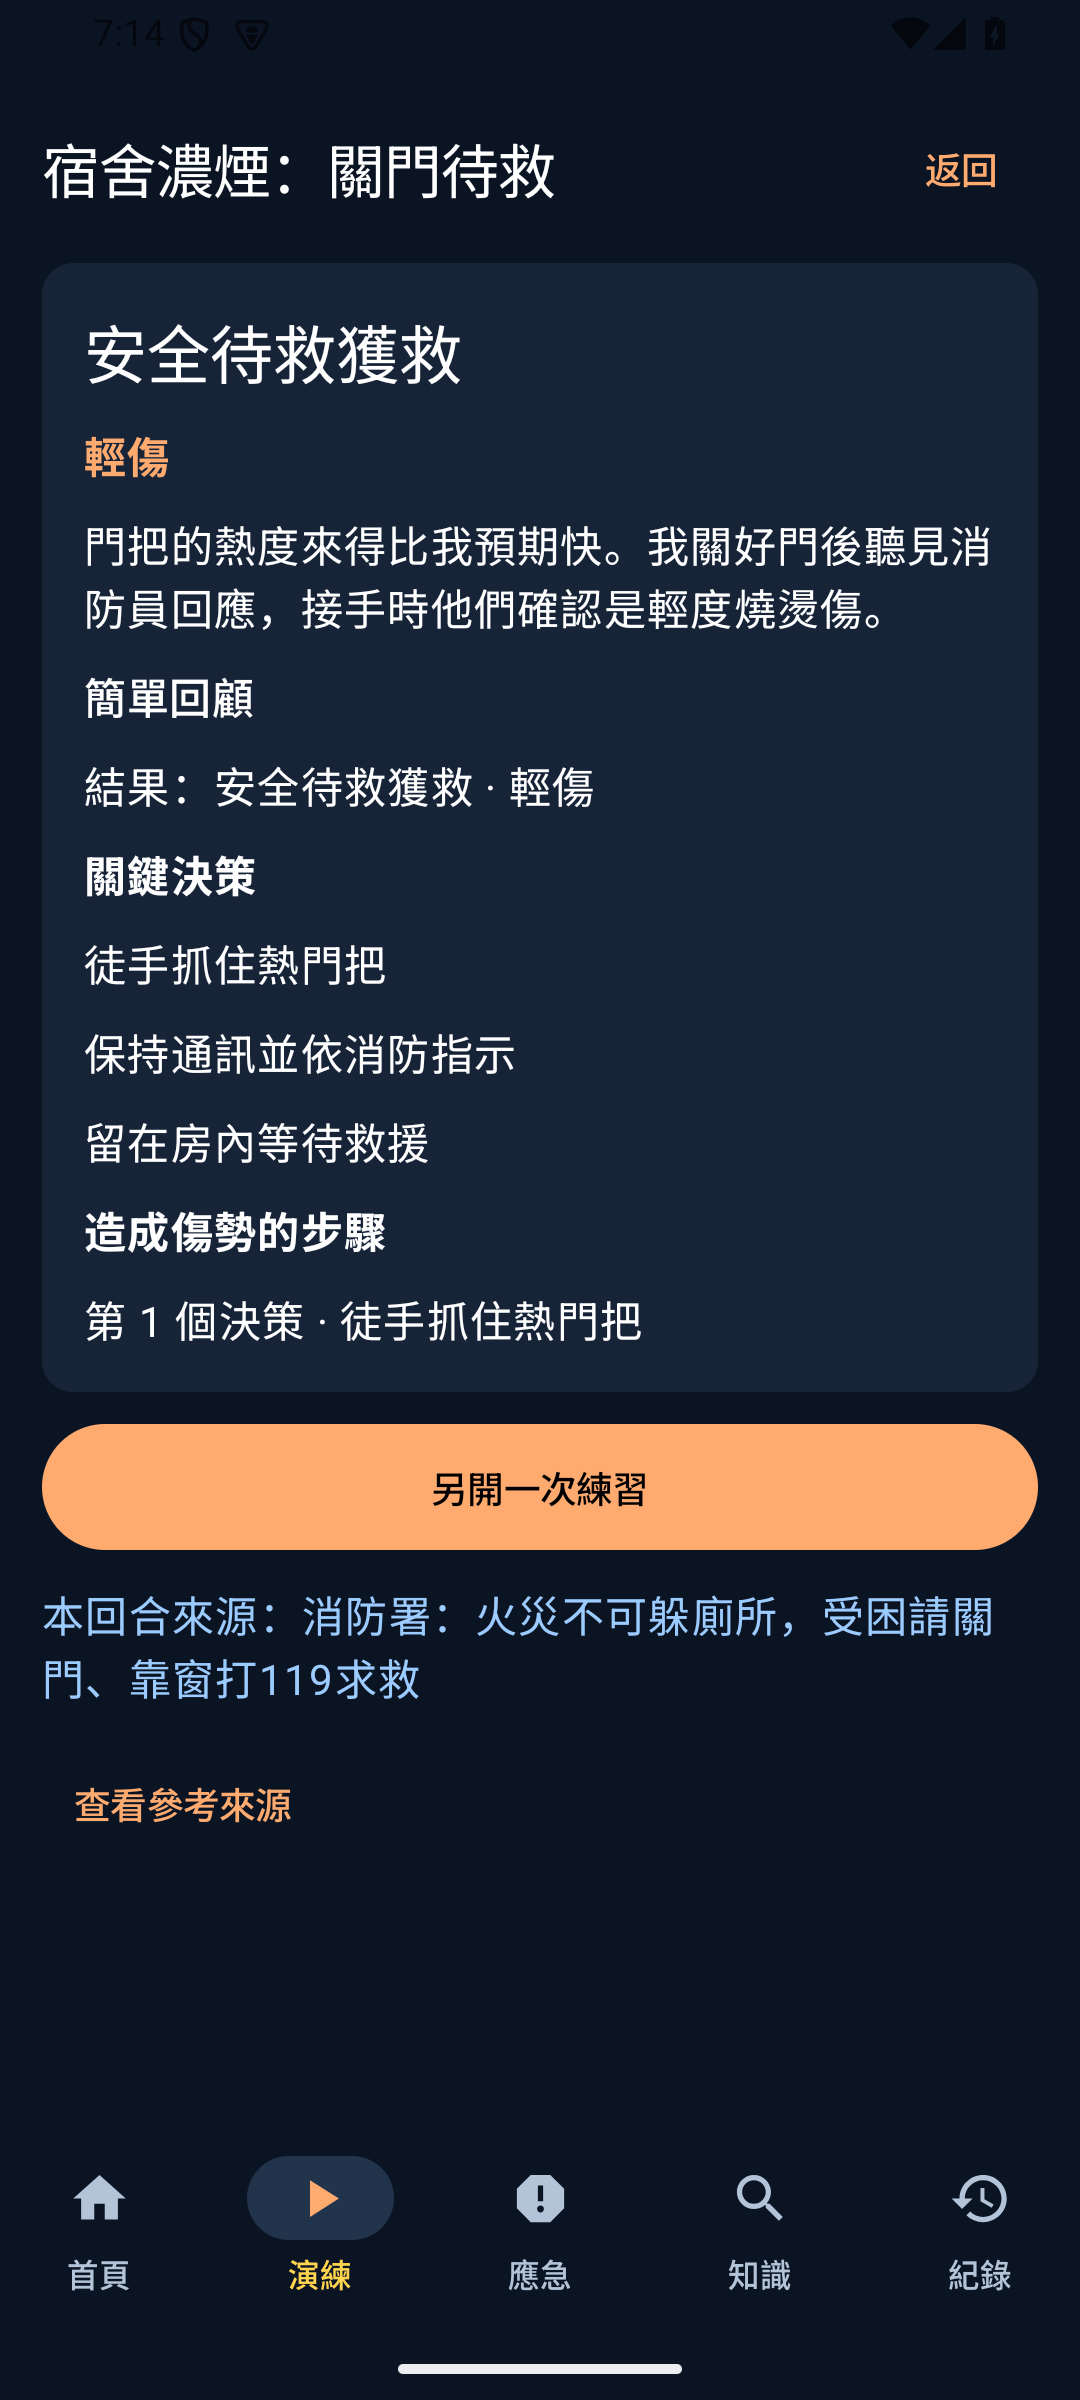 7:14
宿舍濃煙：關門待救
返回
安全待救獲救
輕傷
門把的熱度來得比我預期快。我關好門後聽見消
防員回應，接手時他們確認是輕度燒燙傷。
簡單回顧
結果：安全待救獲救 · 輕傷
關鍵決策
徒手抓住熱門把
保持通訊並依消防指示
留在房內等待救援
造成傷勢的步驟
第 1 個決策 · 徒手抓住熱門把
另開一次練習
本回合來源：消防署：火災不可躲廁所，受困請關
門、靠窗打119求救
查看參考來源
首頁
演練
應急
知識
紀錄